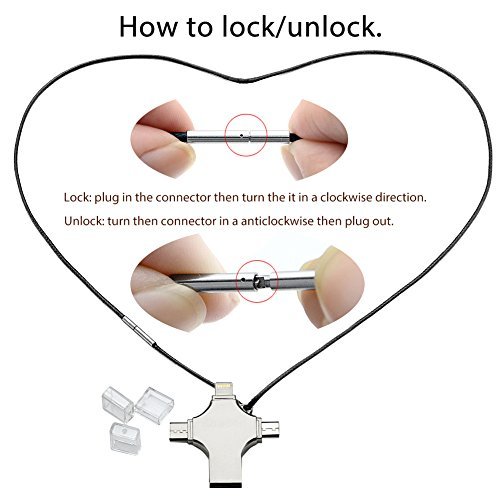 How to lock/unlock.
Lock: plug in the connector then turn the it in a clockwise direction.
Unlock: turn then connector in a anticlockwise then plug out.